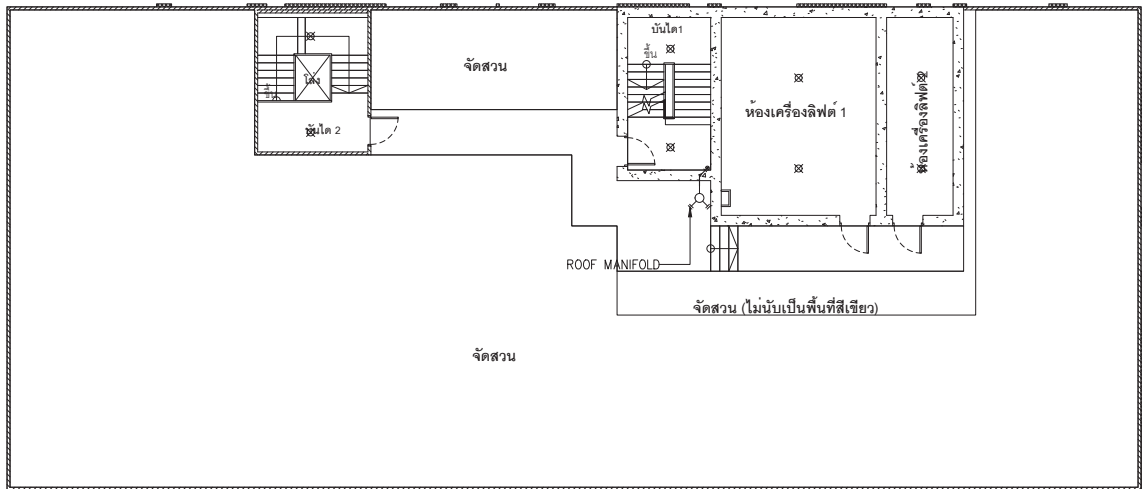 บันได1
ขึ้น
จัดสวน
โล่ง
ห้องเครื่องลิฟต์ 1
ห้องเครื่องลิฟต์ 2
บันได 2
ROOF MANIFOLD
จัดสวน (ไม่นับเป็นพื้นที่สีเขียว)
จัดสวน